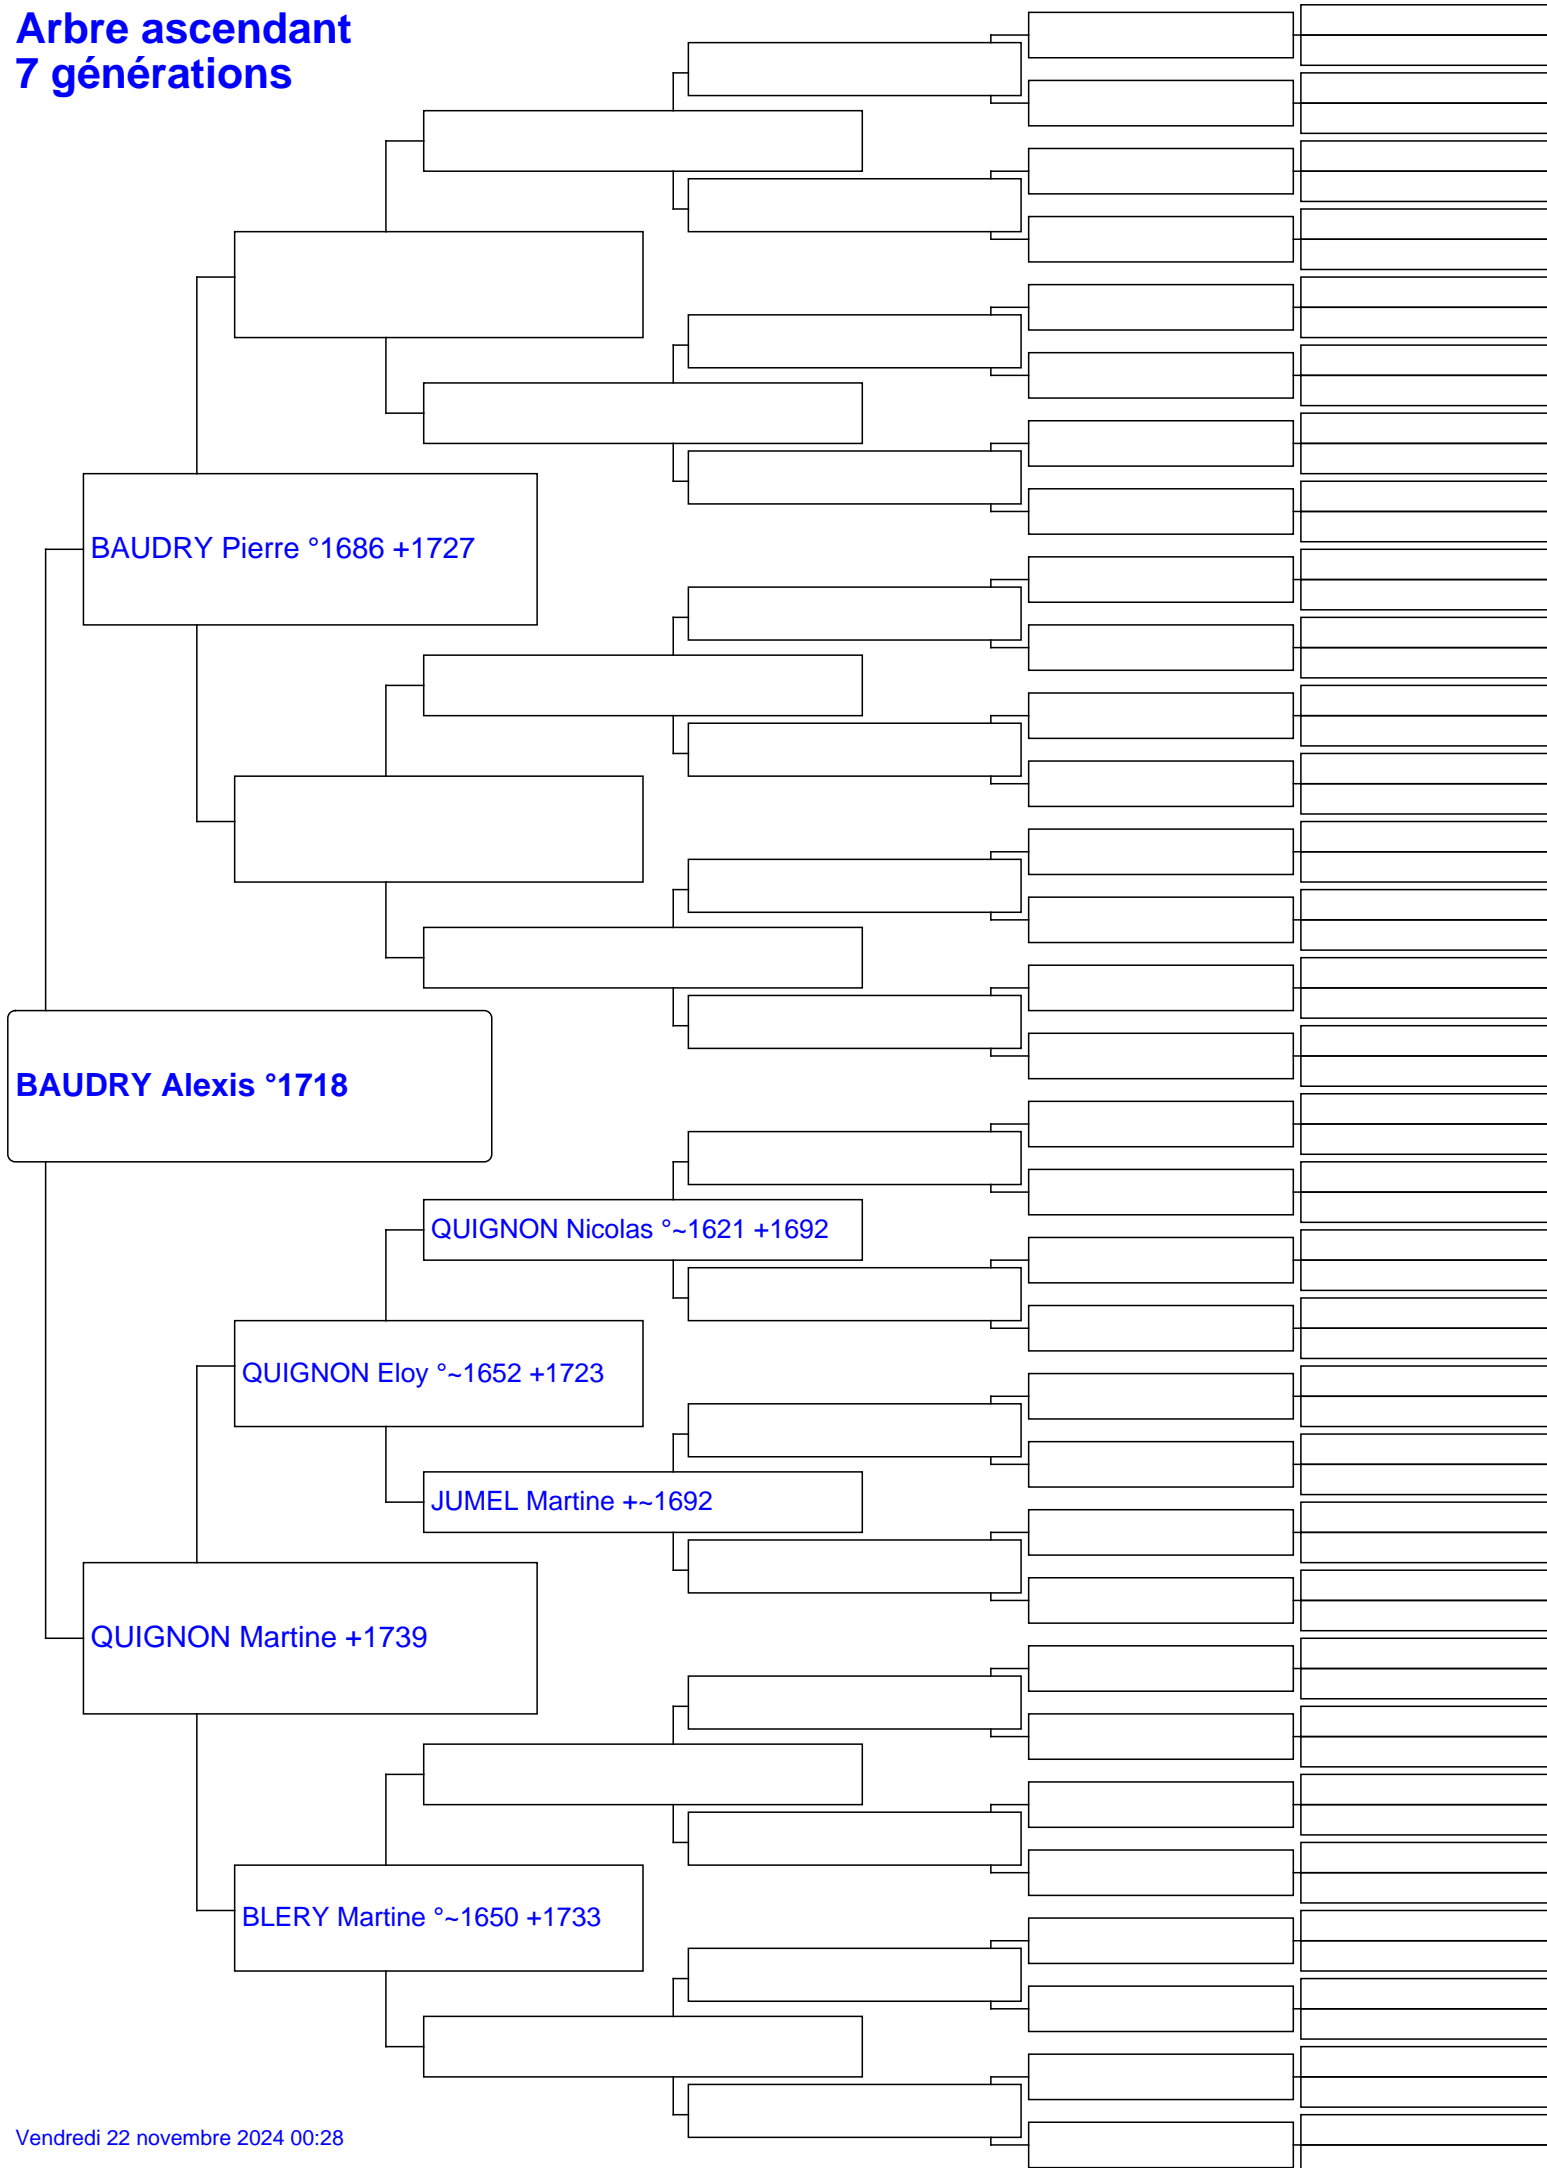 Arbre ascendant
7 générations
BAUDRY Pierre °1686 +1727
BAUDRY Alexis °1718
QUIGNON Nicolas °~1621 +1692
QUIGNON Eloy °~1652 +1723
JUMEL Martine +~1692
QUIGNON Martine +1739
BLERY Martine °~1650 +1733
Vendredi 22 novembre 2024 00:28